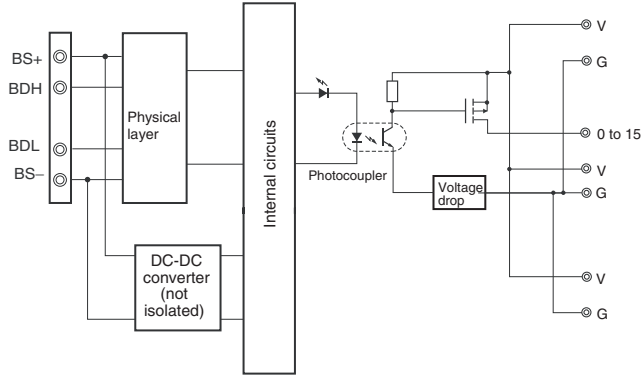 BS+
BDH
BDL
BS–
Physical
layer
DC-DC
converter
(not
isolated)
Internal circuits
Photocoupler
Voltage
drop
V
G
0 to 15
V
G
V
G